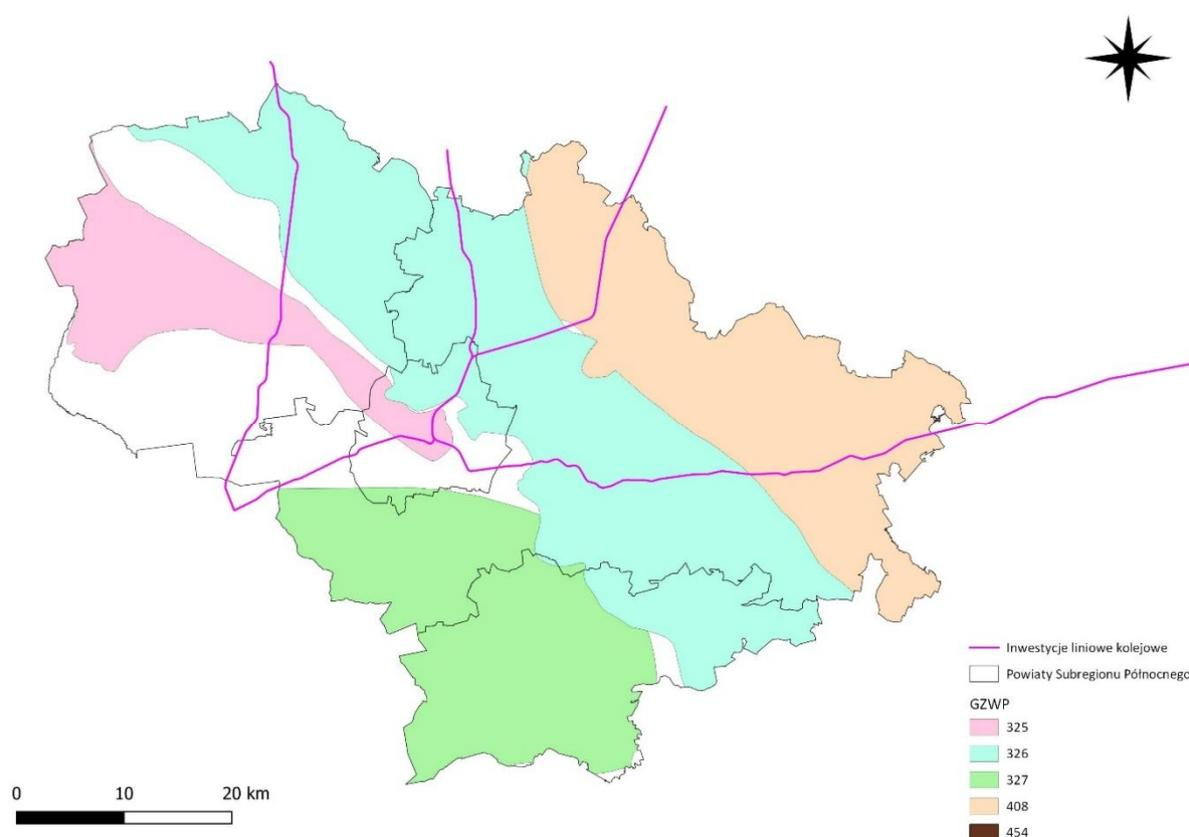 Inwestycje liniowe kolejowe
Powiaty Subregionu Północnego
GZWP
325
326
327
408
454
0 10 20 km